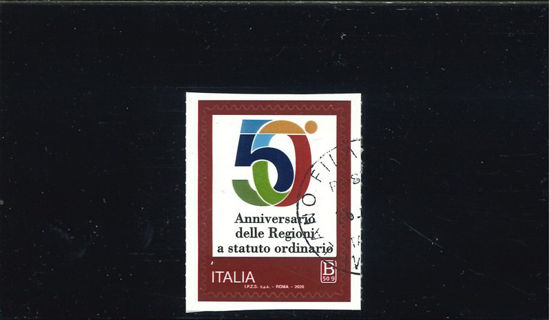 50°
Anniversario
delle Regioni
a statuto ordinario
ITALIA
B
50 g
I.P.Z.S. S.p.A. - ROMA - 2020